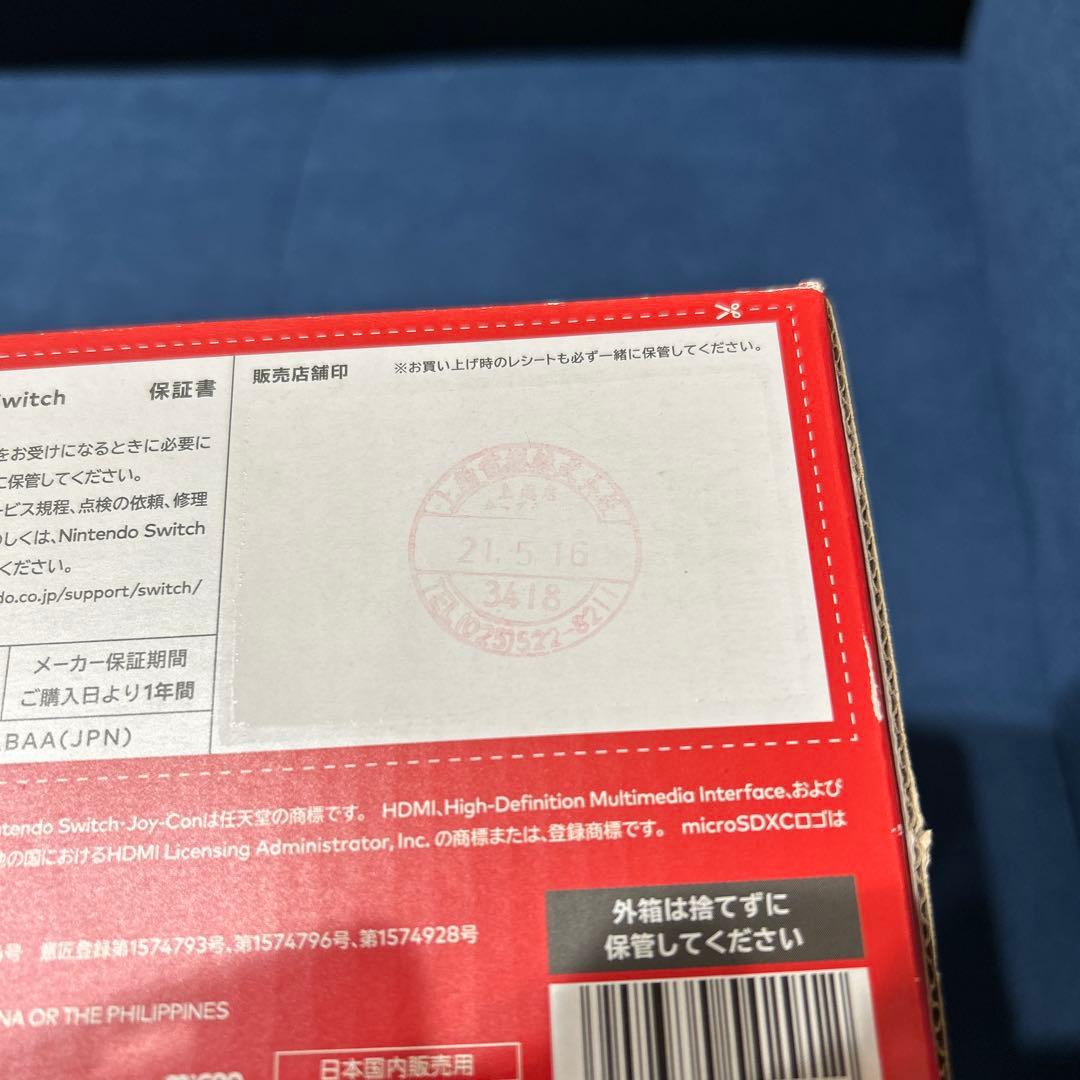 witch 保証書
をお受けになるときに必要に
に保管してください。
ービス規程、点検の依頼、修理
しくは、Nintendo Switch
ください。
do.co.jp/support/switch/
メーカー保証期間
ご購入日より1年間
BAA(JPN)
販売店舗印 ※お買い上げ時のレシートも必ず一緒に保管してください。
21.5.16
3418
(025)522-8211
tendo Switch・Joy-Conは任天堂の商標です。 HDMI、High-Definition Multimedia Interface、および
の国におけるHDMI Licensing Administrator, Inc. の商標または、登録商標です。 microSDXCロゴは
号 意匠登録第1574793号、第1574796号、第1574928号
NA OR THE PHILIPPINES
外箱は捨てずに
保管してください
日本国内販売用